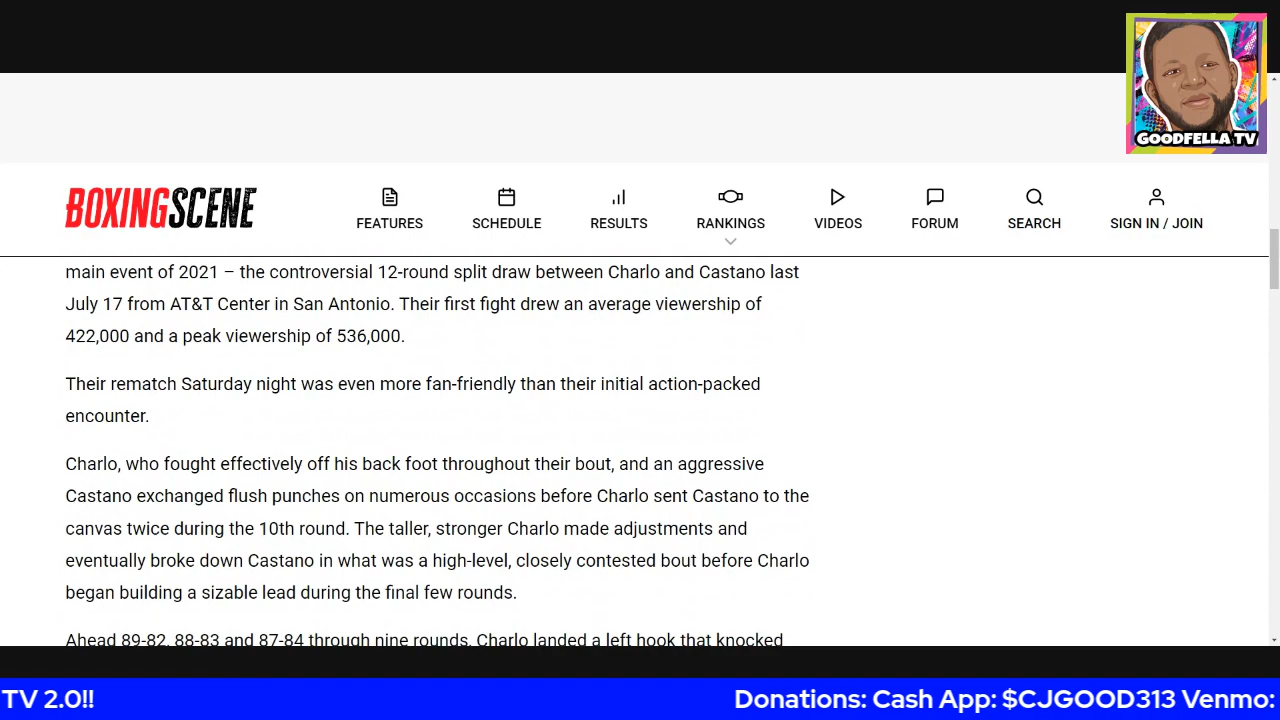 GOODFELLA TV
BOXINGSCENE
FEATURES
SCHEDULE
RESULTS
RANKINGS
VIDEOS
FORUM
SEARCH
SIGN IN / JOIN
main event of 2021 – the controversial 12-round split draw between Charlo and Castano last
July 17 from AT&T Center in San Antonio. Their first fight drew an average viewership of
422,000 and a peak viewership of 536,000.
Their rematch Saturday night was even more fan-friendly than their initial action-packed
encounter.
Charlo, who fought effectively off his back foot throughout their bout, and an aggressive
Castano exchanged flush punches on numerous occasions before Charlo sent Castano to the
canvas twice during the 10th round. The taller, stronger Charlo made adjustments and
eventually broke down Castano in what was a high-level, closely contested bout before Charlo
began building a sizable lead during the final few rounds.
Ahead 89-82, 88-83 and 87-84 through nine rounds, Charlo landed a left hook that knocked
TV 2.0!!
Donations: Cash App: $CJGOOD313 Venmo: